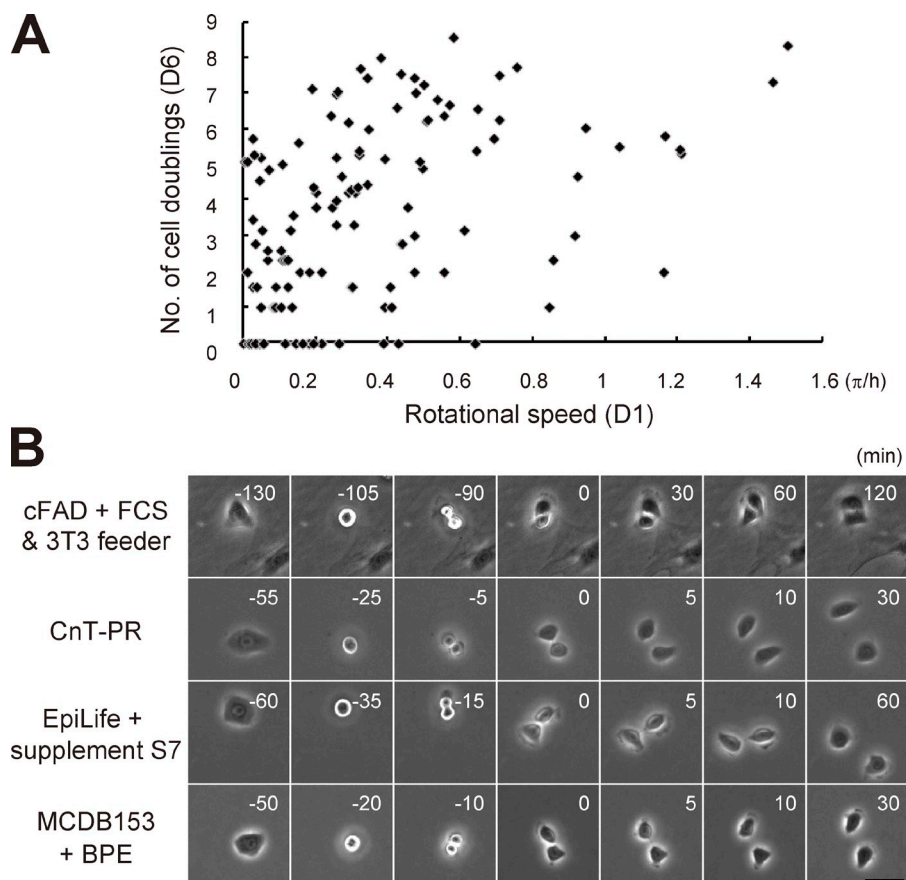 A
9
8
7
6
5
4
3
2
1
0
No. of cell doublings (D6)
0 0.2 0.4 0.6 0.8 1 1.2 1.4 1.6 (π/h)
Rotational speed (D1)
B
(min)
cFAD + FCS
& 3T3 feeder
-130 -105 -90 0 30 60 120
CnT-PR
-55 -25 -5 0 5 10 30
EpiLife +
supplement S7
-60 -35 -15 0 5 10 60
MCDB153
+ BPE
-50 -20 -10 0 5 10 30